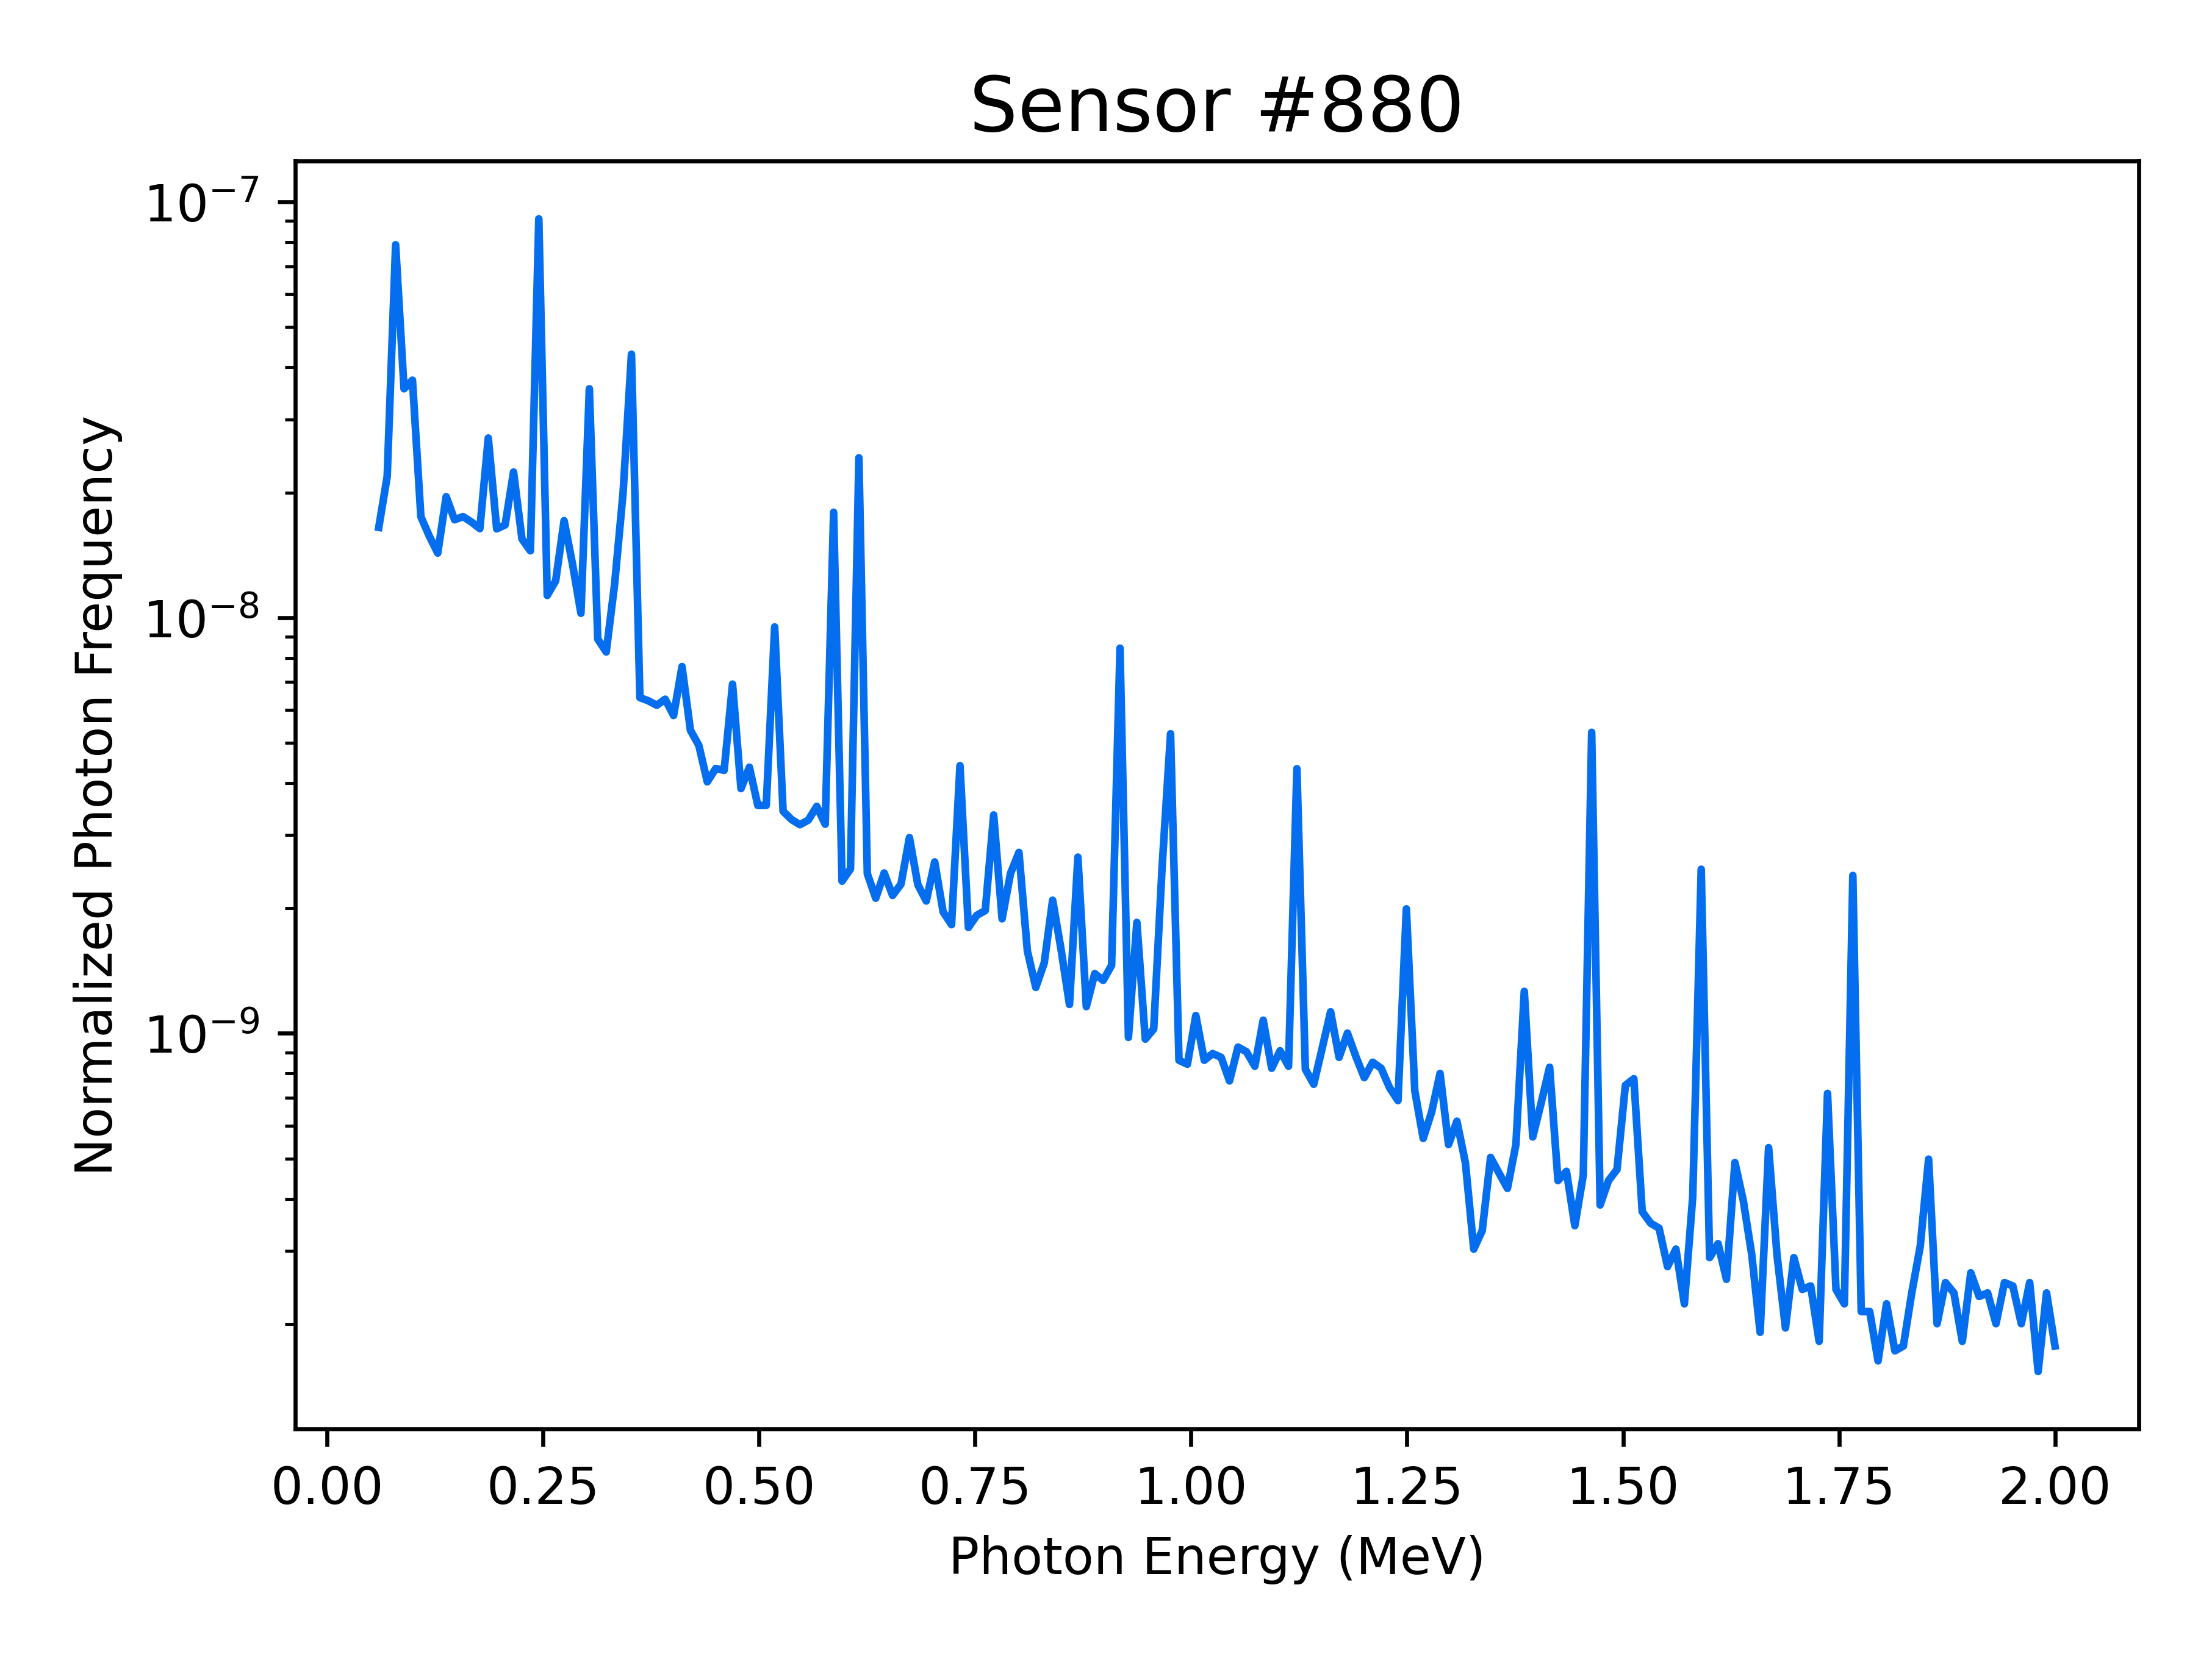 Sensor #880
Normalized Photon Frequency
10⁻⁷
10⁻⁸
10⁻⁹
0.00 0.25 0.50 0.75 1.00 1.25 1.50 1.75 2.00
Photon Energy (MeV)